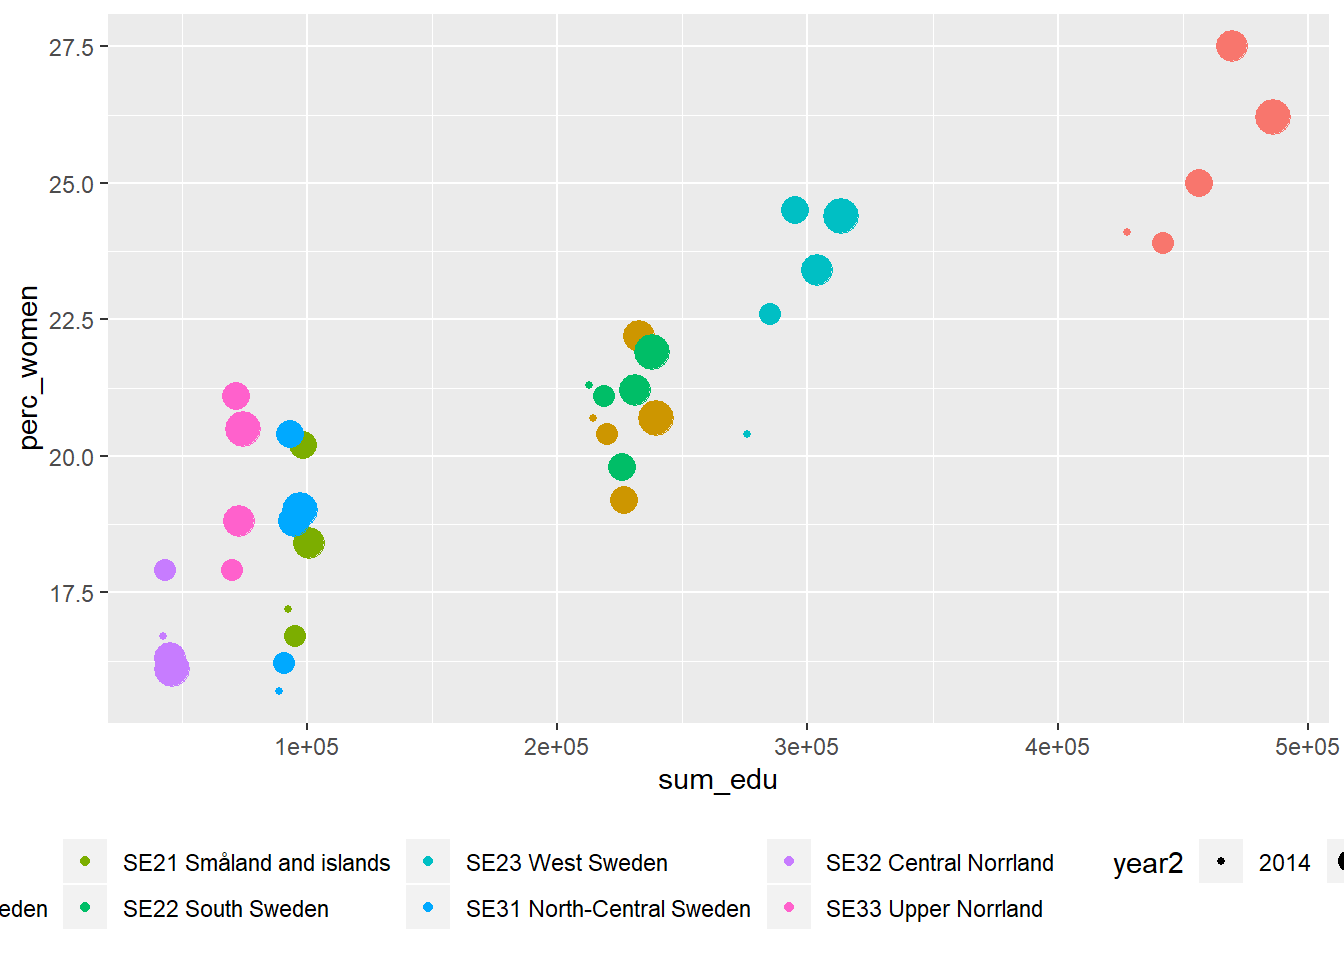 27.5
25.0
22.5
20.0
17.5
perc_women
1e+05 2e+05 3e+05 4e+05 5e+05
sum_edu
SE21 Småland and islands SE23 West Sweden SE32 Central Norrland year2 2014
eden SE22 South Sweden SE31 North-Central Sweden SE33 Upper Norrland